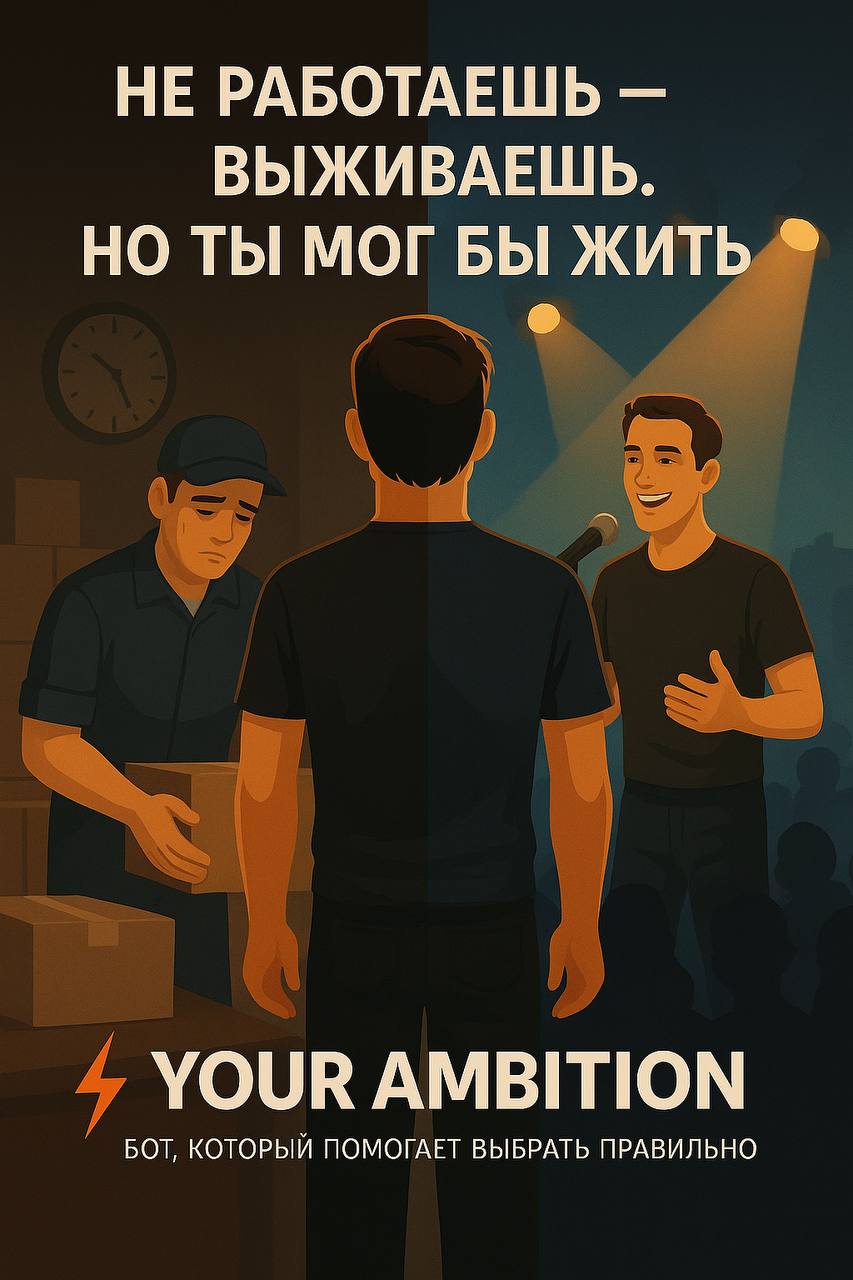 НЕ РАБОТАЕШЬ —
ВЫЖИВАЕШЬ.
НО ТЫ МОГ БЫ ЖИТЬ
YOUR AMBITION
БОТ, КОТОРЫЙ ПОМОГАЕТ ВЫБРАТЬ ПРАВИЛЬНО